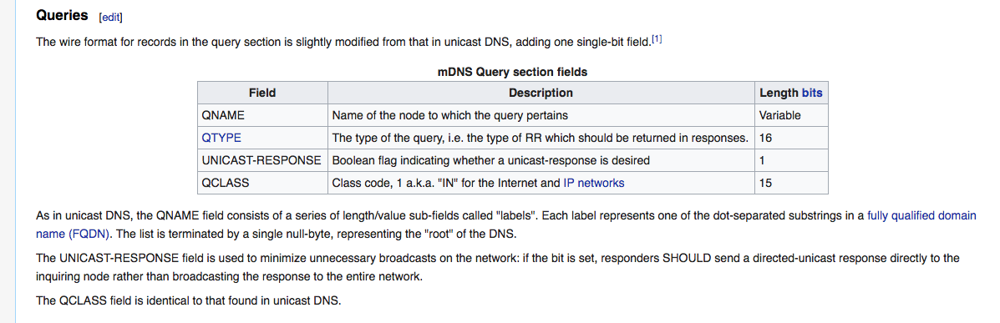 Queries [edit]
The wire format for records in the query section is slightly modified from that in unicast DNS, adding one single-bit field.[1]
mDNS Query section fields
Field Description Length bits
QNAME Name of the node to which the query pertains Variable
QTYPE The type of the query, i.e. the type of RR which should be returned in responses. 16
UNICAST-RESPONSE Boolean flag indicating whether a unicast-response is desired 1
QCLASS Class code, 1 a.k.a. "IN" for the Internet and IP networks 15
As in unicast DNS, the QNAME field consists of a series of length/value sub-fields called "labels". Each label represents one of the dot-separated substrings in a fully qualified domain
name (FQDN). The list is terminated by a single null-byte, representing the "root" of the DNS.
The UNICAST-RESPONSE field is used to minimize unnecessary broadcasts on the network: if the bit is set, responders SHOULD send a directed-unicast response directly to the
inquiring node rather than broadcasting the response to the entire network.
The QCLASS field is identical to that found in unicast DNS.